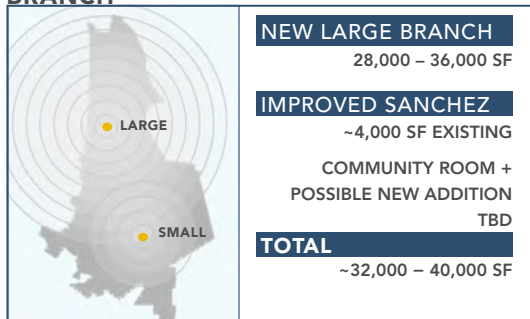 BRANCH
LARGE
SMALL
NEW LARGE BRANCH
28,000 – 36,000 SF
IMPROVED SANCHEZ
~4,000 SF EXISTING
COMMUNITY ROOM +
POSSIBLE NEW ADDITION
TBD
TOTAL
~32,000 – 40,000 SF